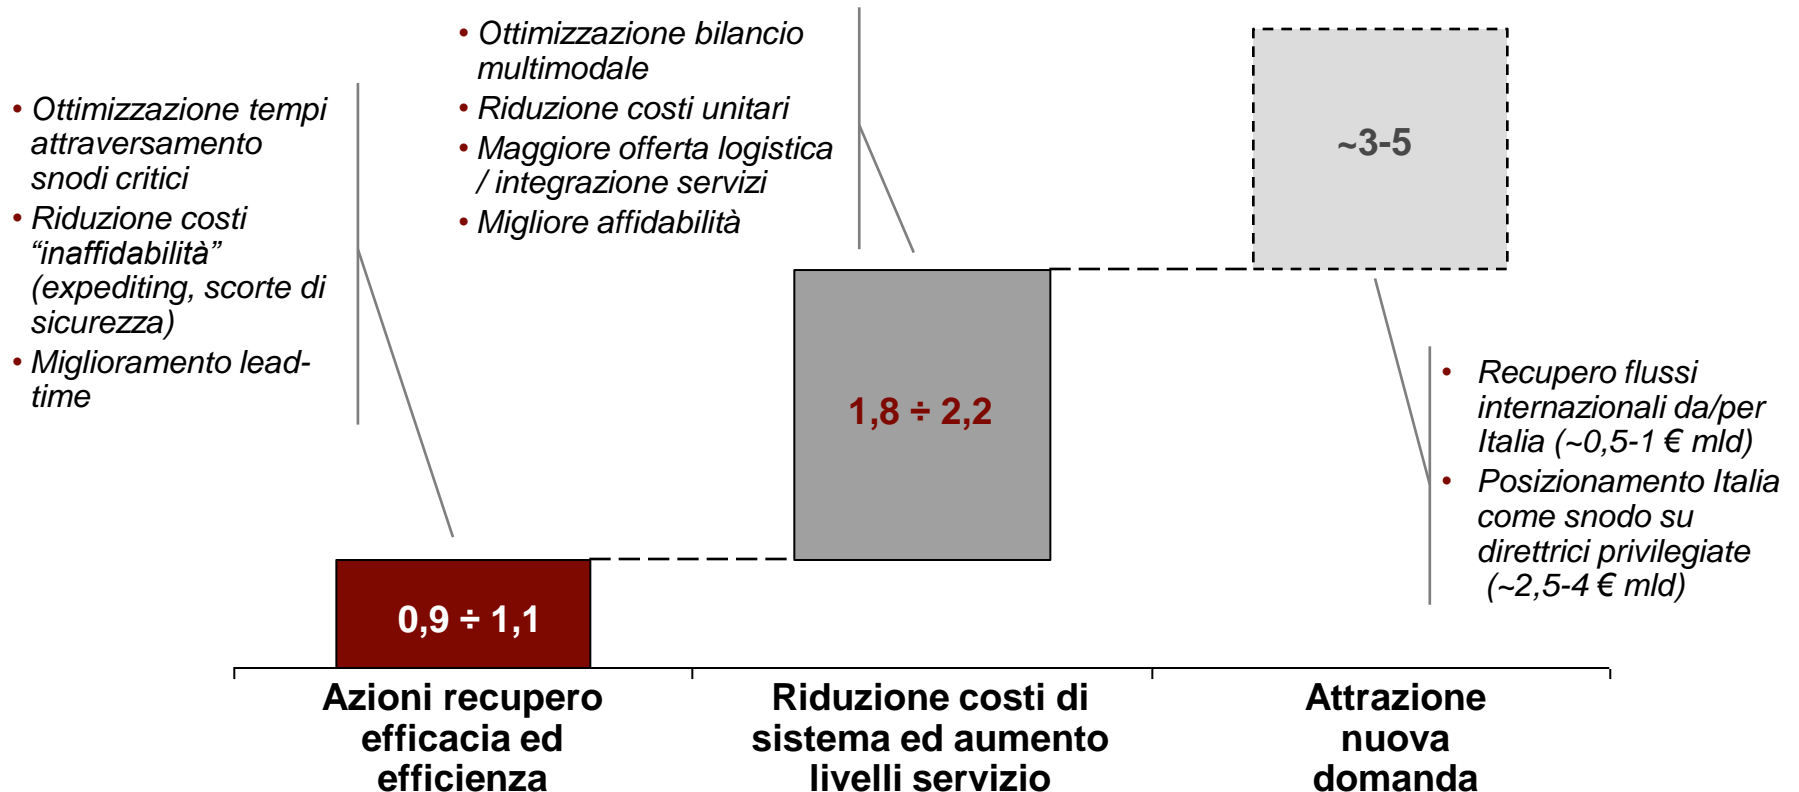 • Ottimizzazione tempi
attraversamento
snodi critici
• Riduzione costi
“inaffidabilità”
(expediting, scorte di
sicurezza)
• Miglioramento lead-
time
• Ottimizzazione bilancio
multimodale
• Riduzione costi unitari
• Maggiore offerta logistica
/ integrazione servizi
• Migliore affidabilità
~3-5
1,8 ÷ 2,2
• Recupero flussi
internazionali da/per
Italia (~0,5-1 € mld)
• Posizionamento Italia
come snodo su
direttrici privilegiate
(~2,5-4 € mld)
0,9 ÷ 1,1
Azioni recupero
efficacia ed
efficienza
Riduzione costi di
sistema ed aumento
livelli servizio
Attrazione
nuova
domanda